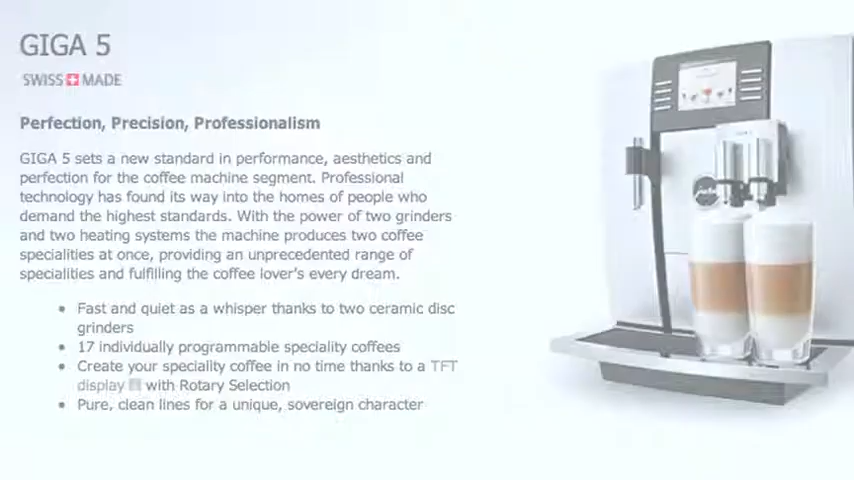 GIGA 5
SWISS MADE
Perfection, Precision, Professionalism
GIGA 5 sets a new standard in performance, aesthetics and
perfection for the coffee machine segment. Professional
technology has found its way into the homes of people who
demand the highest standards. With the power of two grinders
and two heating systems the machine produces two coffee
specialities at once, providing an unprecedented range of
specialities and fulfilling the coffee lover's every dream.
Fast and quiet as a whisper thanks to two ceramic disc
grinders
17 individually programmable speciality coffees
Create your speciality coffee in no time thanks to a TFT
display with Rotary Selection
Pure, clean lines for a unique, sovereign character
jura